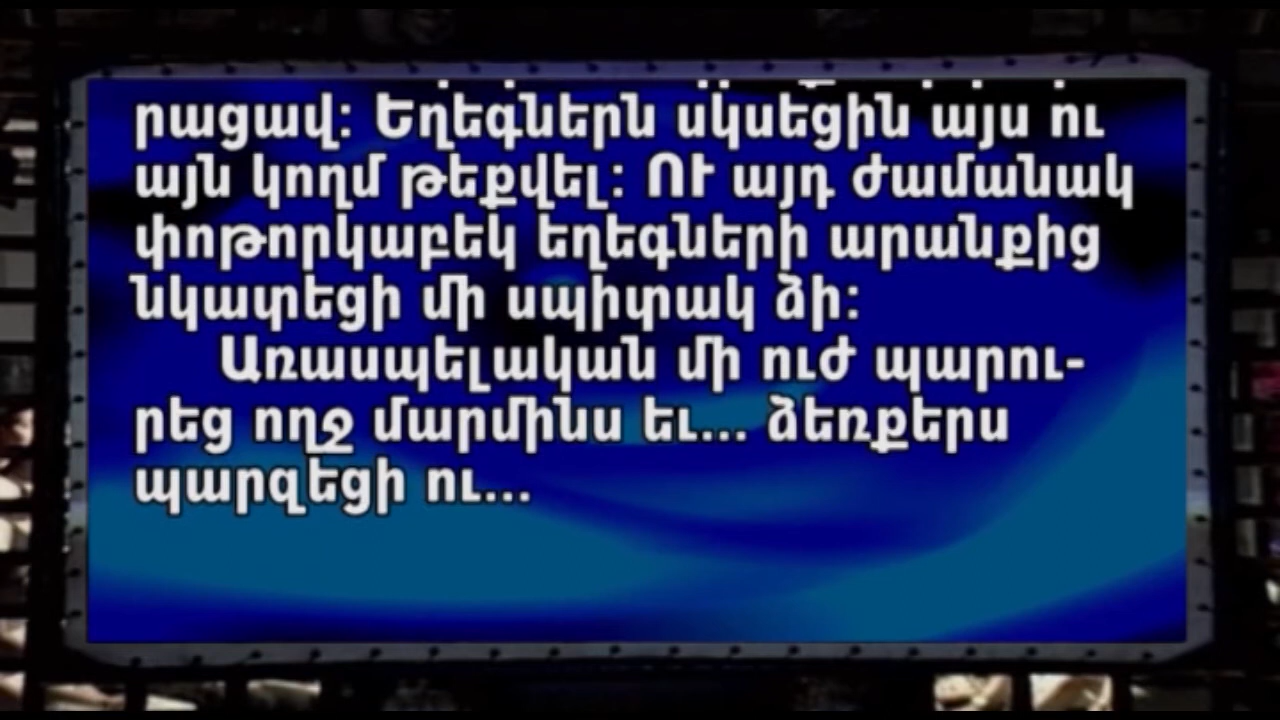 րացավ։ Եղեգներն սկսեցին այս ու
այն կողմ թեքվել։ ՈՒ այդ ժամանակ
փոթորկաբեկ եղեգների արանքից
նկատեցի մի սպիտակ ձի։
Առասպելական մի ուժ պարու-
րեց ողջ մարմինս եւ... ձեռքերս
պարզեցի ու...